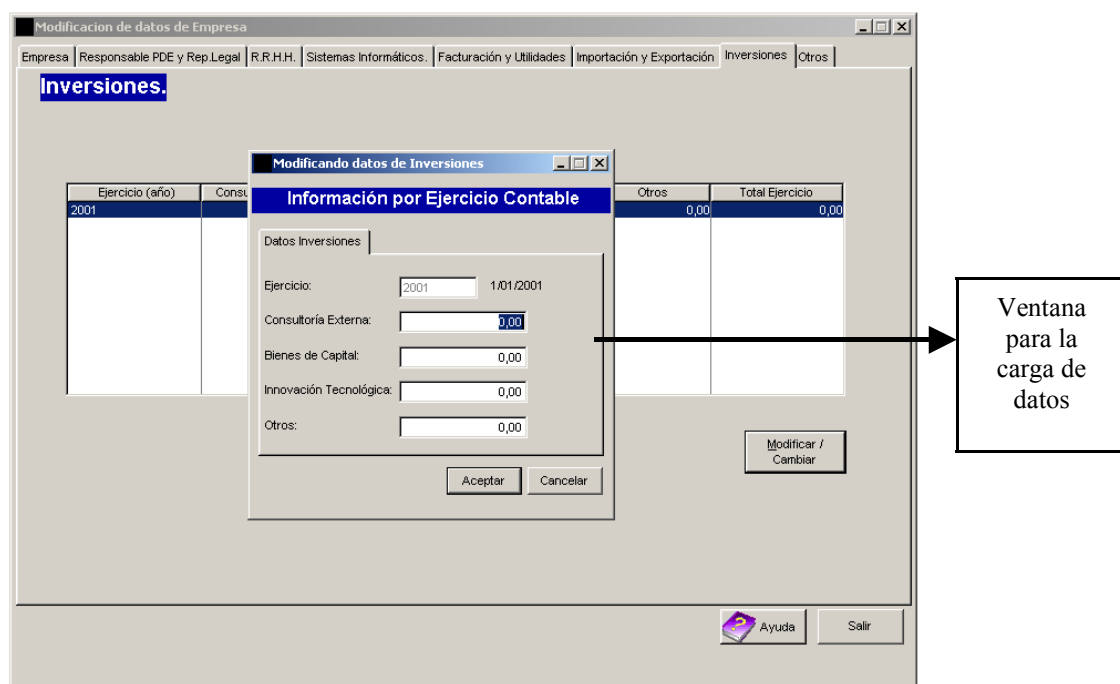 Modificacion de datos de Empresa
Empresa Responsable PDE y Rep.Legal R.R.H.H. Sistemas Informáticos. Facturación y Utilidades Importación y Exportación Inversiones Otros
Inversiones.
Modificando datos de Inversiones
Información por Ejercicio Contable
Ejercicio (año) Consu Otros Total Ejercicio
2001 0,00 0,00
Datos Inversiones
Ejercicio: 2001 1/01/2001
Consultoría Externa: 0,00
Bienes de Capital: 0,00
Innovación Tecnológica: 0,00
Otros: 0,00
Aceptar Cancelar
Modificar /
Cambiar
Ayuda Salir
Ventana
para la
carga de
datos